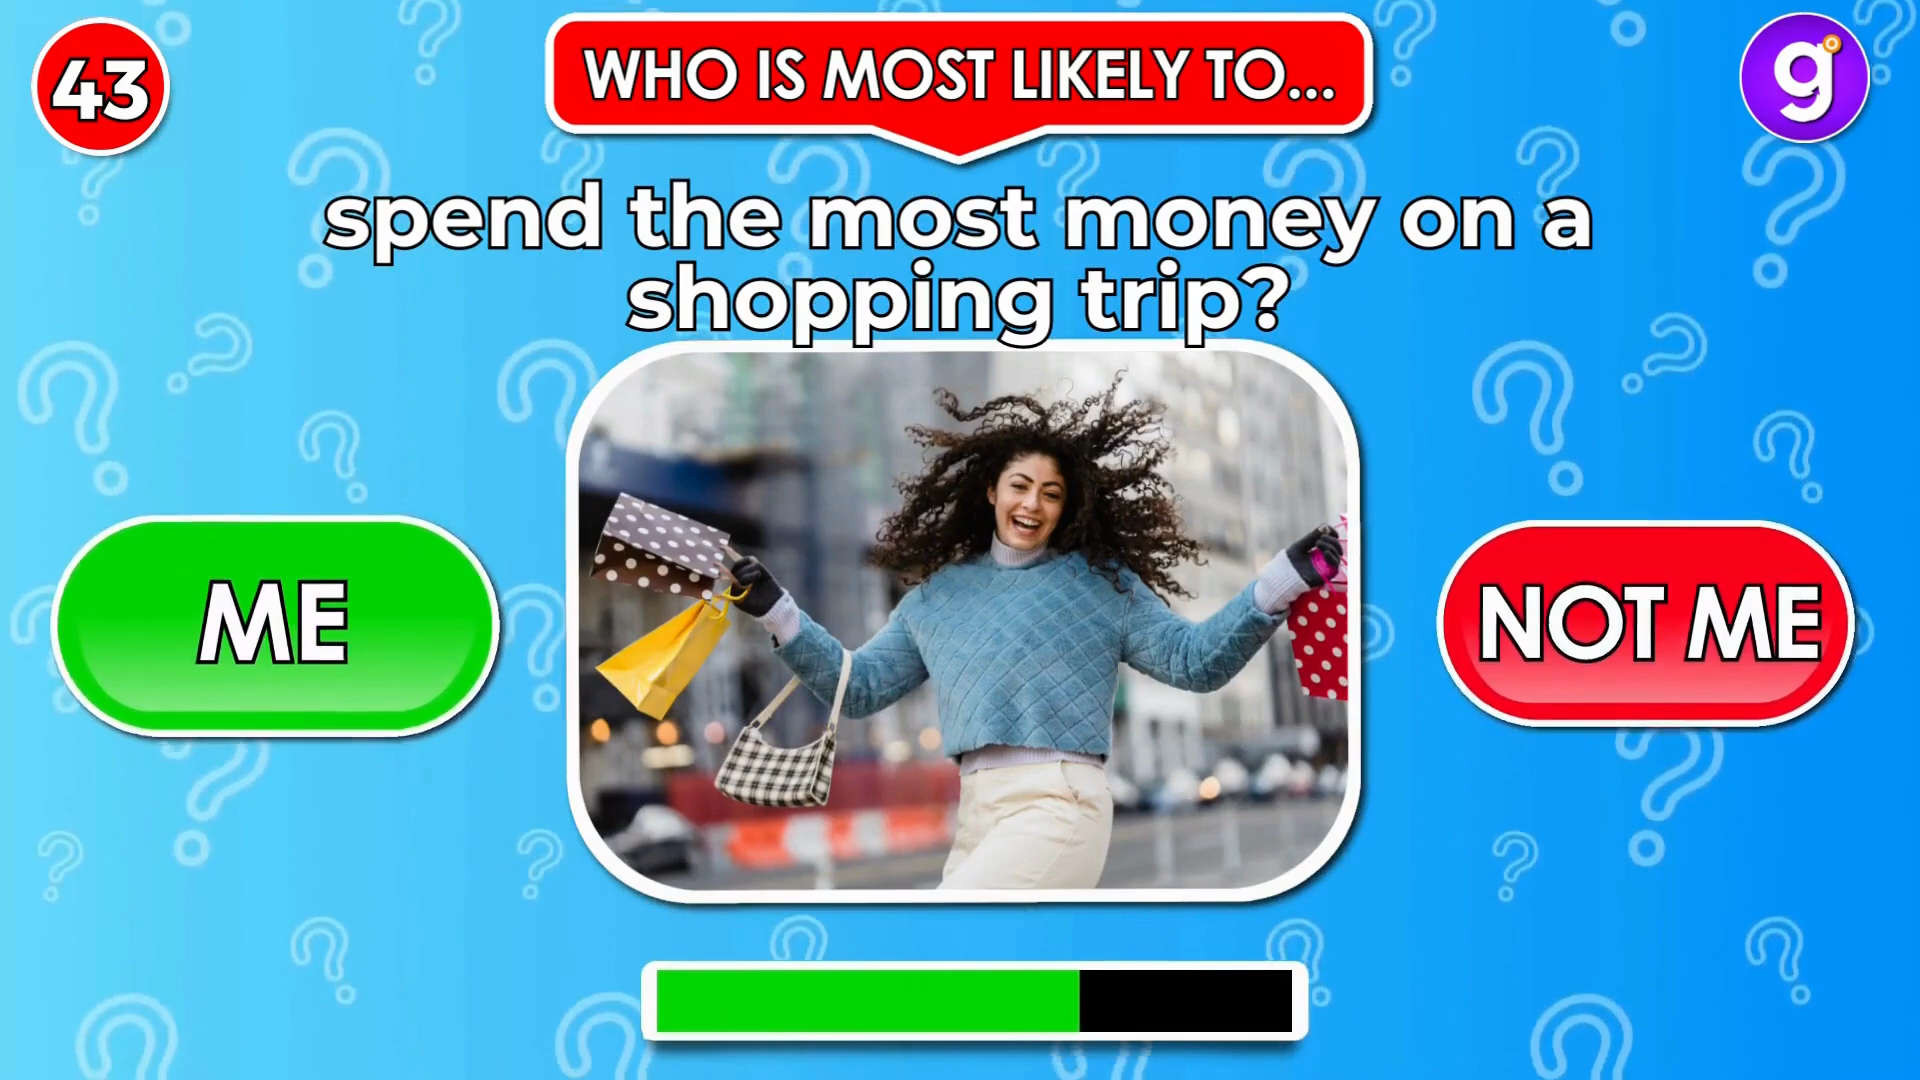 43
WHO IS MOST LIKELY TO...
g
spend the most money on a
shopping trip?
ME
NOT ME